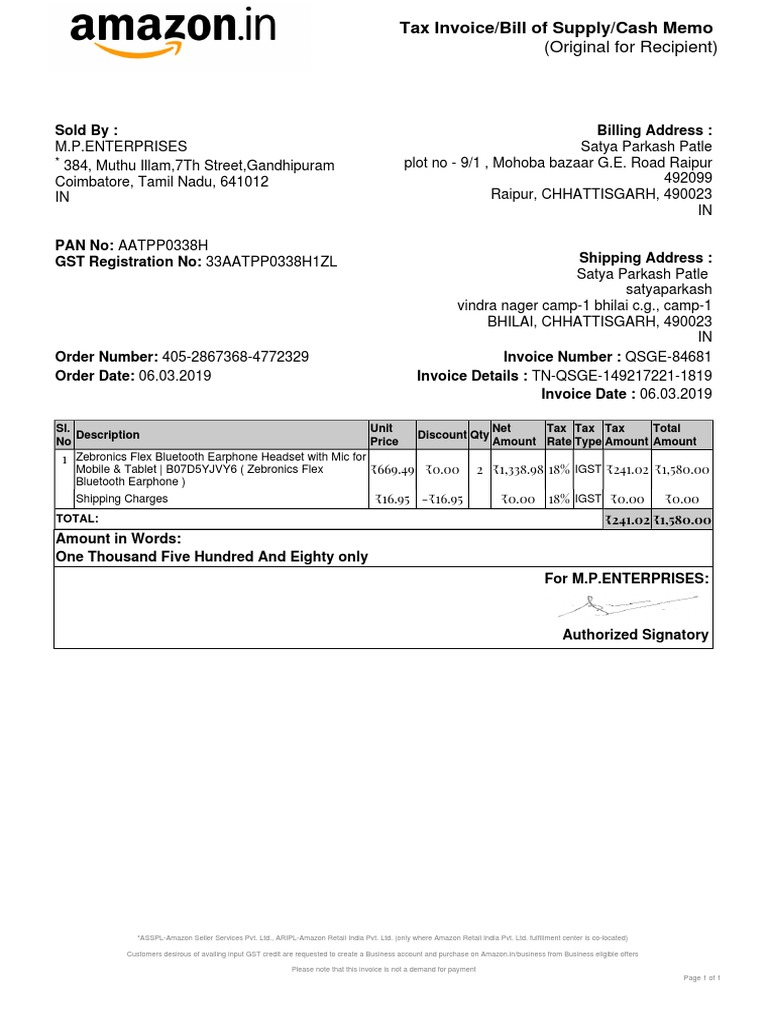 amazon.in
Tax Invoice/Bill of Supply/Cash Memo
(Original for Recipient)
Sold By :
M.P.ENTERPRISES
* 384, Muthu Illam,7Th Street,Gandhipuram
Coimbatore, Tamil Nadu, 641012
IN
Billing Address :
Satya Parkash Patle
plot no - 9/1 , Mohoba bazaar G.E. Road Raipur
492099
Raipur, CHHATTISGARH, 490023
IN
PAN No: AATPP0338H
GST Registration No: 33AATPP0338H1ZL
Shipping Address :
Satya Parkash Patle
satyaparkash
vindra nager camp-1 bhilai c.g., camp-1
BHILAI, CHHATTISGARH, 490023
IN
Order Number: 405-2867368-4772329
Order Date: 06.03.2019
Invoice Number : QSGE-84681
Invoice Details : TN-QSGE-149217221-1819
Invoice Date : 06.03.2019
Sl. No Description Unit Price Discount Qty Net Amount Tax Rate Tax Type Tax Amount Total Amount
1 Zebronics Flex Bluetooth Earphone Headset with Mic for
Mobile & Tablet | B07D5YJVY6 ( Zebronics Flex ₹669.49 ₹0.00 2 ₹1,338.98 18% IGST ₹241.02 ₹1,580.00
Bluetooth Earphone )
Shipping Charges ₹16.95 -₹16.95 ₹0.00 18% IGST ₹0.00 ₹0.00
TOTAL: ₹241.02 ₹1,580.00
Amount in Words:
One Thousand Five Hundred And Eighty only
For M.P.ENTERPRISES:
Authorized Signatory
*ASSPL-Amazon Seller Services Pvt. Ltd., ARIPL-Amazon Retail India Pvt. Ltd. (only where Amazon Retail India Pvt. Ltd. fulfillment center is co-located)
Customers desirous of availing input GST credit are requested to create a Business account and purchase on Amazon.in/business from Business eligible offers
Please note that this invoice is not a demand for payment
Page 1 of 1